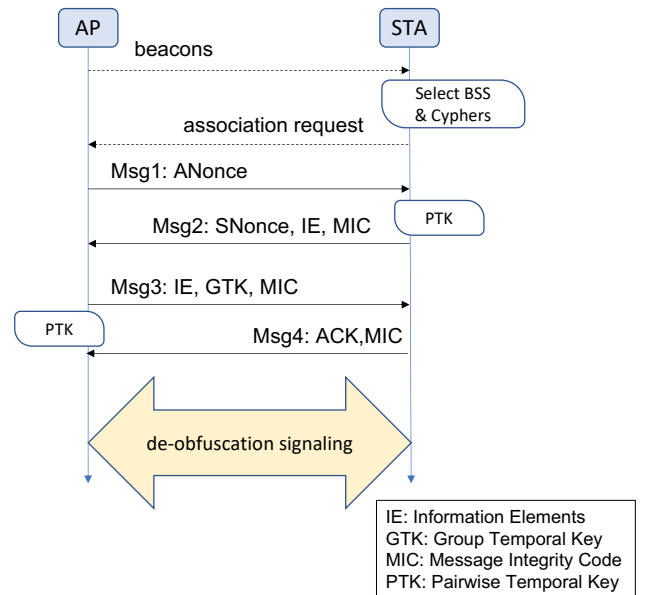 AP
STA
beacons
Select BSS
& Cyphers
association request
Msg1: ANonce
PTK
Msg2: SNonce, IE, MIC
Msg3: IE, GTK, MIC
PTK
Msg4: ACK,MIC
de-obfuscation signaling
IE: Information Elements
GTK: Group Temporal Key
MIC: Message Integrity Code
PTK: Pairwise Temporal Key